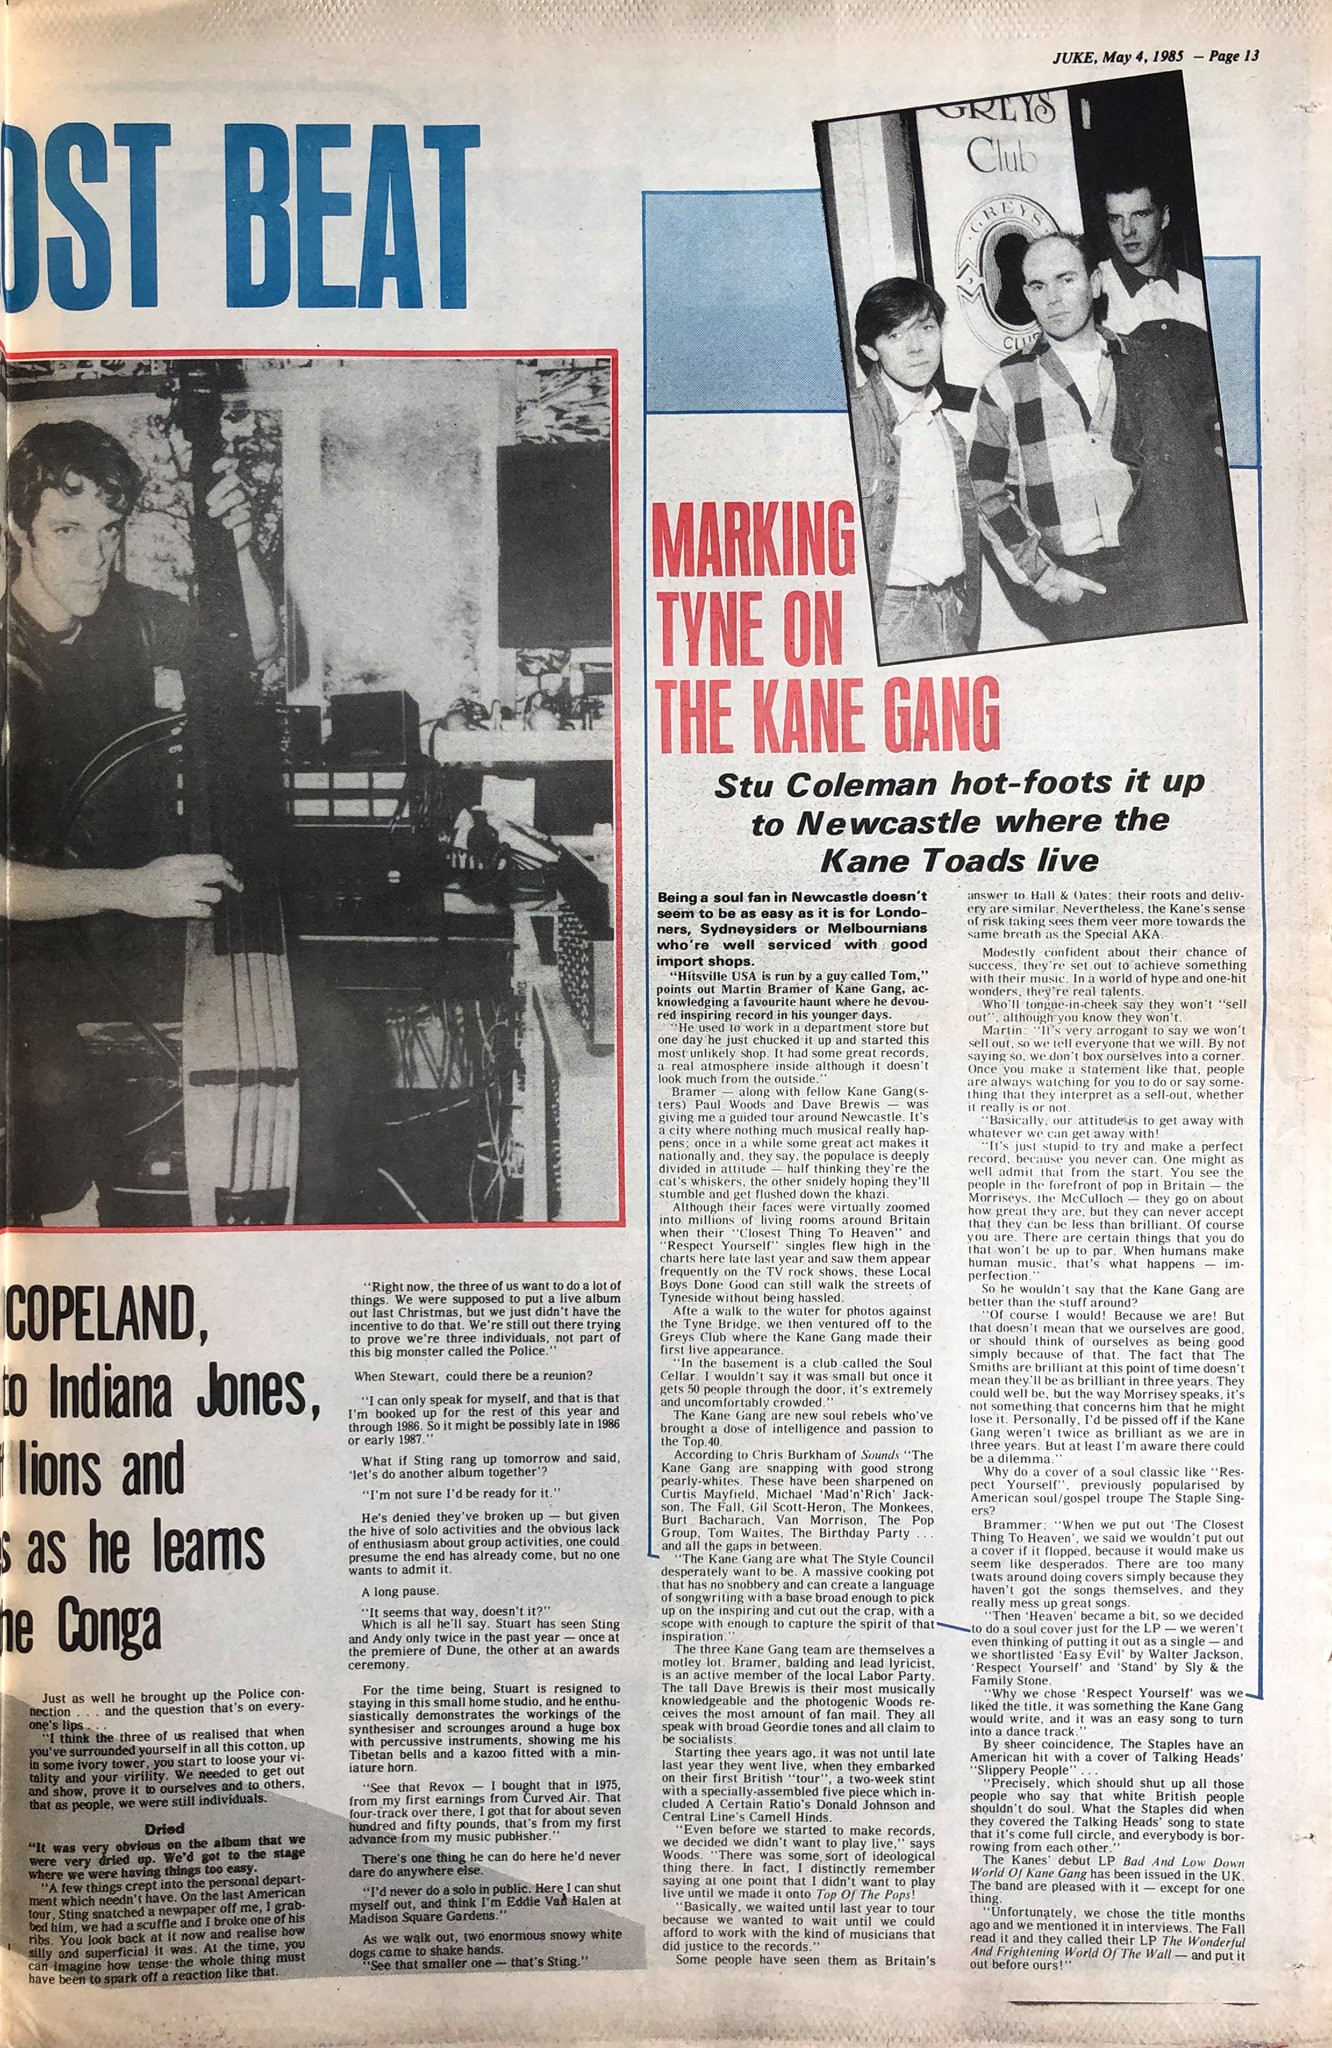 JUKE, May 4, 1985 — Page 13
OST BEAT
GREYS
Club
GREYS
CLUB
MARKING
TYNE ON
THE KANE GANG
Stu Coleman hot-foots it up
to Newcastle where the
Kane Toads live
COPELAND,
to Indiana Jones,
lions and
s as he learns
he Conga
Just as well he brought up the Police con-
nection . . . and the question that's on every-
one's lips . . .
"I think the three of us realised that when
you've surrounded yourself in all this cotton, up
in some ivory tower, you start to loose your vi-
tality and your virility. We needed to get out
and show, prove it to ourselves and to others,
that as people, we were still individuals.
Dried
"It was very obvious on the album that we
were very dried up. We'd got to the stage
where we were having things too easy.
"A few things crept into the personal depart-
ment which needn't have. On the last American
tour, Sting snatched a newspaper off me, I grab-
bed him, we had a scuffle and I broke one of his
ribs. You look back at it now and realise how
silly and superficial it was. At the time, you
can imagine how tense the whole thing must
have been to spark off a reaction like that.
"Right now, the three of us want to do a lot of
things. We were supposed to put a live album
out last Christmas, but we just didn't have the
incentive to do that. We're still out there trying
to prove we're three individuals, not part of
this big monster called the Police."
When Stewart, could there be a reunion?
"I can only speak for myself, and that is that
I'm booked up for the rest of this year and
through 1986. So it might be possibly late in 1986
or early 1987."
What if Sting rang up tomorrow and said,
'let's do another album together'?
"I'm not sure I'd be ready for it."
He's denied they've broken up — but given
the hive of solo activities and the obvious lack
of enthusiasm about group activities, one could
presume the end has already come, but no one
wants to admit it.
A long pause.
"It seems that way, doesn't it?"
Which is all he'll say. Stuart has seen Sting
and Andy only twice in the past year — once at
the premiere of Dune, the other at an awards
ceremony.
For the time being, Stuart is resigned to
staying in this small home studio, and he enthu-
siastically demonstrates the workings of the
synthesiser and scrounges around a huge box
with percussive instruments, showing me his
Tibetan bells and a kazoo fitted with a min-
iature horn.
"See that Revox — I bought that in 1975,
from my first earnings from Curved Air. That
four-track over there, I got that for about seven
hundred and fifty pounds, that's from my first
advance from my music publisher."
There's one thing he can do here he'd never
dare do anywhere else.
"I'd never do a solo in public. Here I can shut
myself out, and think I'm Eddie Van Halen at
Madison Square Gardens."
As we walk out, two enormous snowy white
dogs came to shake hands.
"See that smaller one — that's Sting."
Being a soul fan in Newcastle doesn't
seem to be as easy as it is for Londo-
ners, Sydneysiders or Melbournians
who're well serviced with good
import shops.
"Hitsville USA is run by a guy called Tom,"
points out Martin Bramer of Kane Gang, ac-
knowledging a favourite haunt where he devou-
red inspiring record in his younger days.
"He used to work in a department store but
one day he just chucked it up and started this
most unlikely shop. It had some great records,
a real atmosphere inside although it doesn't
look much from the outside."
Bramer — along with fellow Kane Gang(s-
ters) Paul Woods and Dave Brewis — was
giving me a guided tour around Newcastle. It's
a city where nothing much musical really hap-
pens; once in a while some great act makes it
nationally and, they say, the populace is deeply
divided in attitude — half thinking they're the
cat's whiskers, the other snidely hoping they'll
stumble and get flushed down the khazi.
Although their faces were virtually zoomed
into millions of living rooms around Britain
when their "Closest Thing To Heaven" and
"Respect Yourself" singles flew high in the
charts here late last year and saw them appear
frequently on the TV rock shows, these Local
Boys Done Good can still walk the streets of
Tyneside without being hassled.
Afte a walk to the water for photos against
the Tyne Bridge, we then ventured off to the
Greys Club where the Kane Gang made their
first live appearance.
"In the basement is a club called the Soul
Cellar. I wouldn't say it was small but once it
gets 50 people through the door, it's extremely
and uncomfortably crowded."
The Kane Gang are new soul rebels who've
brought a dose of intelligence and passion to
the Top.40.
According to Chris Burkham of Sounds "The
Kane Gang are snapping with good strong
pearly-whites. These have been sharpened on
Curtis Mayfield, Michael 'Mad'n'Rich' Jack-
son, The Fall, Gil Scott-Heron, The Monkees,
Burt Bacharach, Van Morrison, The Pop
Group, Tom Waites, The Birthday Party . . .
and all the gaps in between.
"The Kane Gang are what The Style Council
desperately want to be. A massive cooking pot
that has no snobbery and can create a language
of songwriting with a base broad enough to pick
up on the inspiring and cut out the crap, with a
scope with enough to capture the spirit of that
inspiration."
The three Kane Gang team are themselves a
motley lot. Bramer, balding and lead lyricist,
is an active member of the local Labor Party.
The tall Dave Brewis is their most musically
knowledgeable and the photogenic Woods re-
ceives the most amount of fan mail. They all
speak with broad Geordie tones and all claim to
be socialists.
Starting thee years ago, it was not until late
last year they went live, when they embarked
on their first British "tour", a two-week stint
with a specially-assembled five piece which in-
cluded A Certain Ratio's Donald Johnson and
Central Line's Camell Hinds.
"Even before we started to make records,
we decided we didn't want to play live," says
Woods. "There was some sort of ideological
thing there. In fact, I distinctly remember
saying at one point that I didn't want to play
live until we made it onto Top Of The Pops!
"Basically, we waited until last year to tour
because we wanted to wait until we could
afford to work with the kind of musicians that
did justice to the records."
Some people have seen them as Britain's
answer to Hall & Oates; their roots and deliv-
ery are similar. Nevertheless, the Kane's sense
of risk taking sees them veer more towards the
same breath as the Special AKA.
Modestly confident about their chance of
success, they're set out to achieve something
with their music. In a world of hype and one-hit
wonders, they're real talents.
Who'll tongue-in-cheek say they won't "sell
out", although you know they won't.
Martin: "It's very arrogant to say we won't
sell out, so we tell everyone that we will. By not
saying so, we don't box ourselves into a corner.
Once you make a statement like that, people
are always watching for you to do or say some-
thing that they interpret as a sell-out, whether
it really is or not.
"Basically, our attitude is to get away with
whatever we can get away with!
"It's just stupid to try and make a perfect
record, because you never can. One might as
well admit that from the start. You see the
people in the forefront of pop in Britain — the
Morriseys, the McCulloch — they go on about
how great they are, but they can never accept
that they can be less than brilliant. Of course
you are. There are certain things that you do
that won't be up to par. When humans make
human music, that's what happens — im-
perfection."
So he wouldn't say that the Kane Gang are
better than the stuff around?
"Of course I would! Because we are! But
that doesn't mean that we ourselves are good,
or should think of ourselves as being good
simply because of that. The fact that The
Smiths are brilliant at this point of time doesn't
mean they'll be as brilliant in three years. They
could well be, but the way Morrisey speaks, it's
not something that concerns him that he might
lose it. Personally, I'd be pissed off if the Kane
Gang weren't twice as brilliant as we are in
three years. But at least I'm aware there could
be a dilemma."
Why do a cover of a soul classic like "Res-
pect Yourself", previously popularised by
American soul/gospel troupe The Staple Sing-
ers?
Brammer: "When we put out 'The Closest
Thing To Heaven', we said we wouldn't put out
a cover if it flopped, because it would make us
seem like desperados. There are too many
twats around doing covers simply because they
haven't got the songs themselves, and they
really mess up great songs.
"Then 'Heaven' became a bit, so we decided
to do a soul cover just for the LP — we weren't
even thinking of putting it out as a single — and
we shortlisted 'Easy Evil' by Walter Jackson,
'Respect Yourself' and 'Stand' by Sly & the
Family Stone.
"Why we chose 'Respect Yourself' was we
liked the title, it was something the Kane Gang
would write, and it was an easy song to turn
into a dance track."
By sheer coincidence, The Staples have an
American hit with a cover of Talking Heads'
"Slippery People" . . .
"Precisely, which should shut up all those
people who say that white British people
shouldn't do soul. What the Staples did when
they covered the Talking Heads' song to state
that it's come full circle, and everybody is bor-
rowing from each other."
The Kanes' debut LP Bad And Low Down
World Of Kane Gang has been issued in the UK.
The band are pleased with it — except for one
thing.
"Unfortunately, we chose the title months
ago and we mentioned it in interviews. The Fall
read it and they called their LP The Wonderful
And Frightening World Of The Wall — and put it
out before ours!"